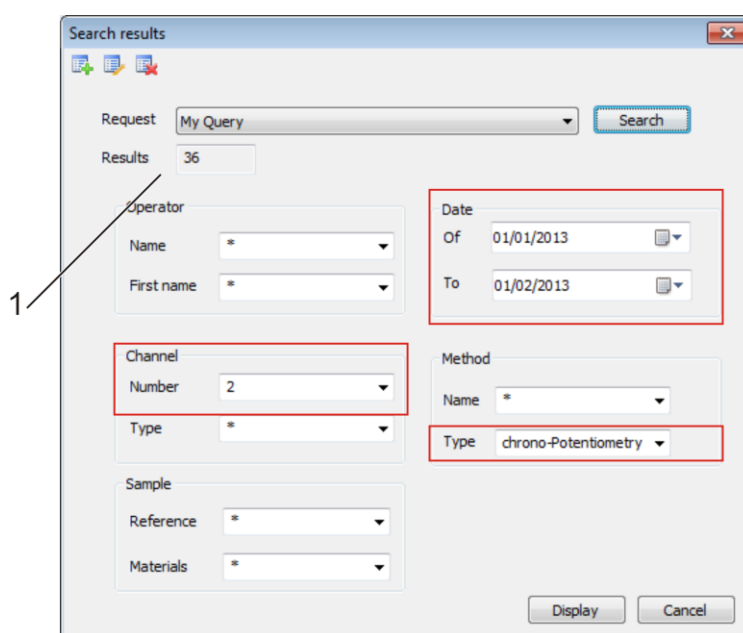 Search results
Request My Query Search
Results 36
Operator
Name *
First name *
Date
Of 01/01/2013
To 01/02/2013
1
Channel
Number 2
Type *
Method
Name *
Type chrono-Potentiometry
Sample
Reference *
Materials *
Display Cancel